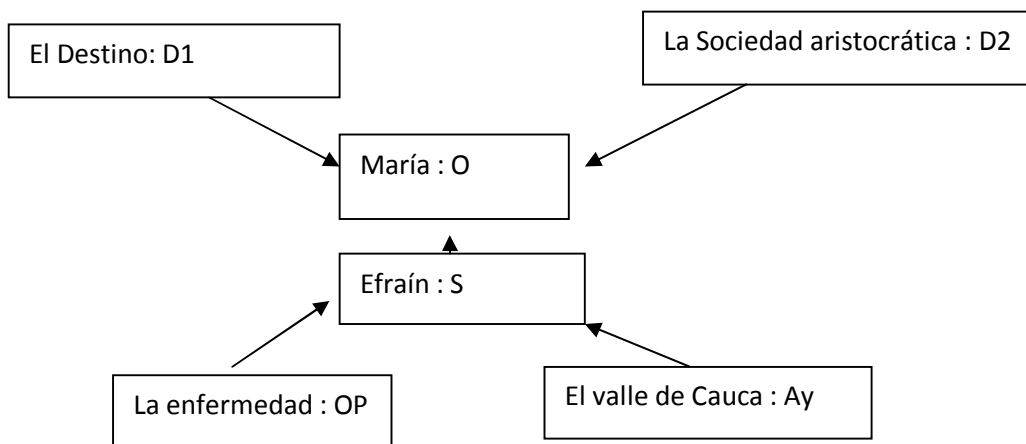 El Destino: D1
La Sociedad aristocrática : D2
María : O
Efraín : S
La enfermedad : OP
El valle de Cauca : Ay